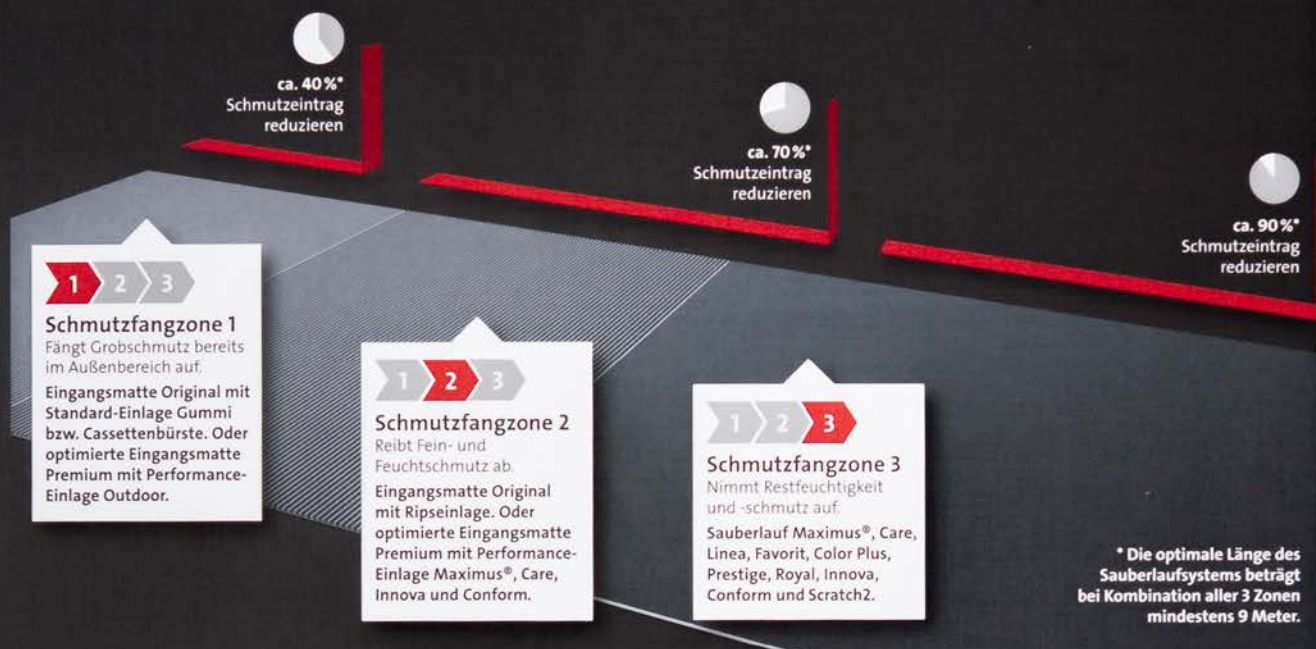 ca. 40%*
Schmutzeintrag
reduzieren
ca. 70%*
Schmutzeintrag
reduzieren
ca. 90%*
Schmutzeintrag
reduzieren
1 2 3
Schmutzfangzone 1
Fängt Grobschmutz bereits
im Außenbereich auf.
Eingangsmatte Original mit
Standard-Einlage Gummi
bzw. Cassettenbürste. Oder
optimierte Eingangsmatte
Premium mit Performance-
Einlage Outdoor.
1 2 3
Schmutzfangzone 2
Reibt Fein- und
Feuchtschmutz ab.
Eingangsmatte Original
mit Ripseinlage. Oder
optimierte Eingangsmatte
Premium mit Performance-
Einlage Maximus®, Care,
Innova und Conform.
1 2 3
Schmutzfangzone 3
Nimmt Restfeuchtigkeit
und -schmutz auf.
Sauberlauf Maximus®, Care,
Linea, Favorit, Color Plus,
Prestige, Royal, Innova,
Conform und Scratch2.
* Die optimale Länge des
Sauberlaufsystems beträgt
bei Kombination aller 3 Zonen
mindestens 9 Meter.